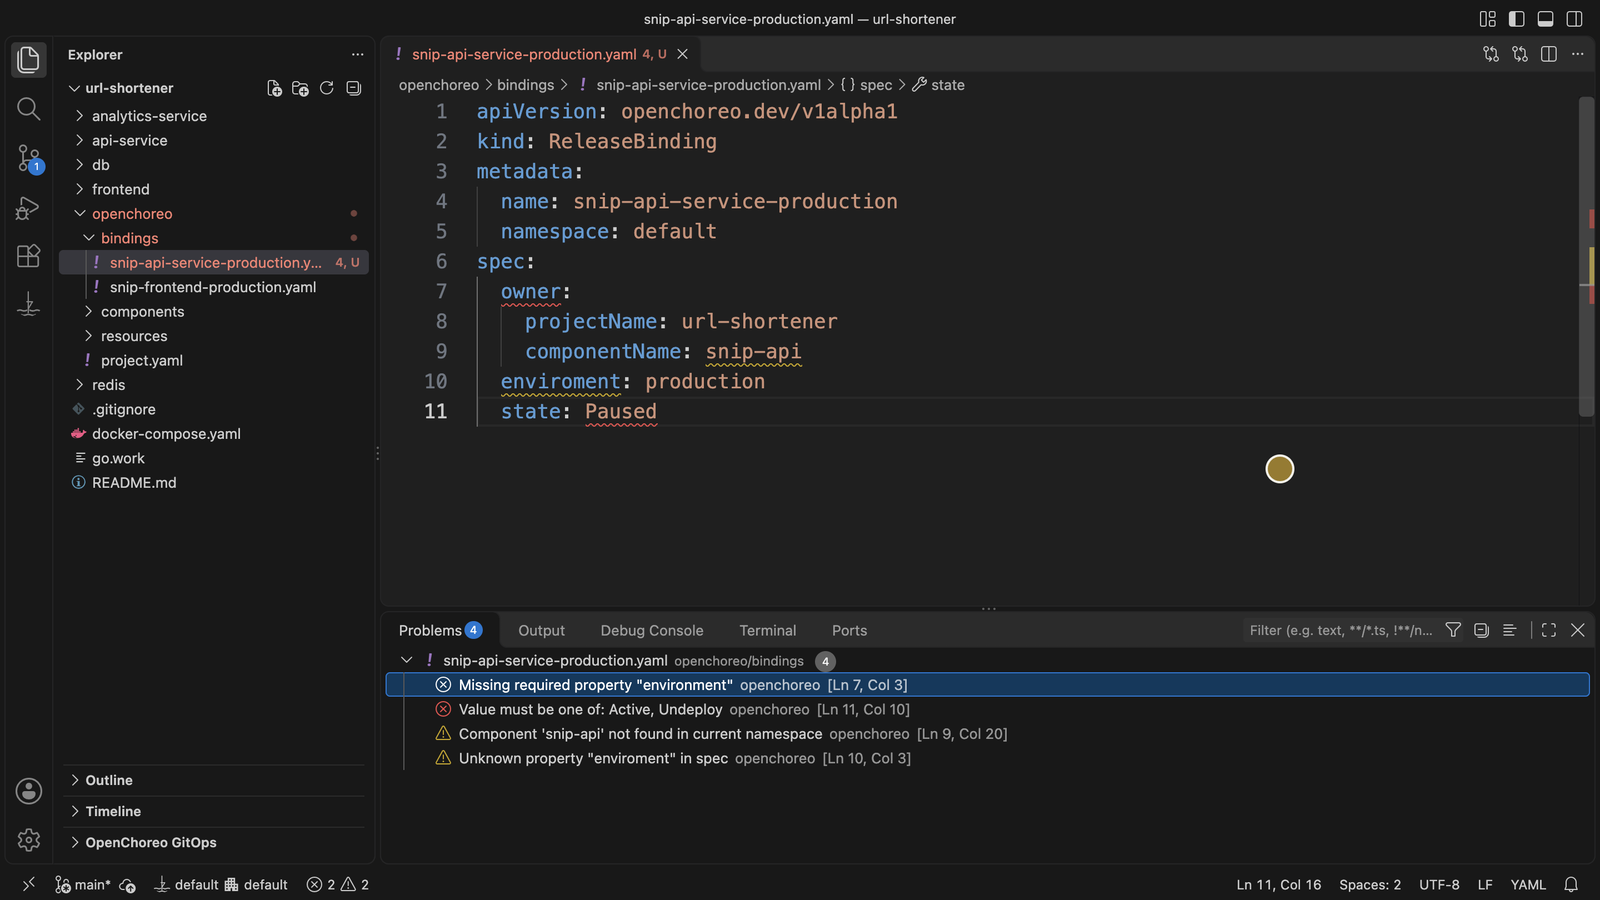 snip-api-service-production.yaml — url-shortener
Explorer
url-shortener
analytics-service
api-service
db
frontend
openchoreo
bindings
snip-api-service-production.y... 4, U
snip-frontend-production.yaml
components
resources
project.yaml
redis
.gitignore
docker-compose.yaml
go.work
README.md
Outline
Timeline
OpenChoreo GitOps
1
snip-api-service-production.yaml 4, U
openchoreo > bindings > ! snip-api-service-production.yaml > {} spec > state
1 apiVersion: openchoreo.dev/v1alpha1
2 kind: ReleaseBinding
3 metadata:
4 name: snip-api-service-production
5 namespace: default
6 spec:
7 owner:
8 projectName: url-shortener
9 componentName: snip-api
10 enviroment: production
11 state: Paused
Problems 4 Output Debug Console Terminal Ports
Filter (e.g. text, **/*.ts, !**/n...
snip-api-service-production.yaml openchoreo/bindings 4
Missing required property "environment" openchoreo [Ln 7, Col 3]
Value must be one of: Active, Undeploy openchoreo [Ln 11, Col 10]
Component 'snip-api' not found in current namespace openchoreo [Ln 9, Col 20]
Unknown property "enviroment" in spec openchoreo [Ln 10, Col 3]
main* default default 2 2
Ln 11, Col 16 Spaces: 2 UTF-8 LF YAML